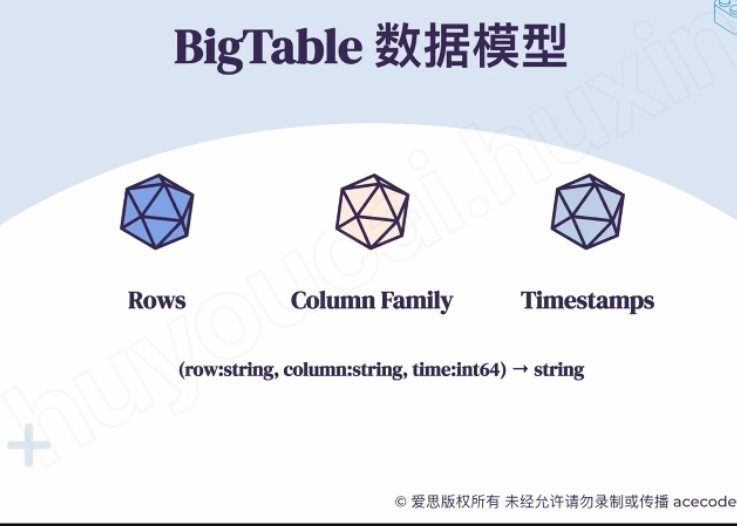 BigTable 数据模型
Rows
Column Family
Timestamps
(row:string, column:string, time:int64) → string
huyoucai.huxin
© 爱思版权所有 未经允许请勿录制或传播 acecode